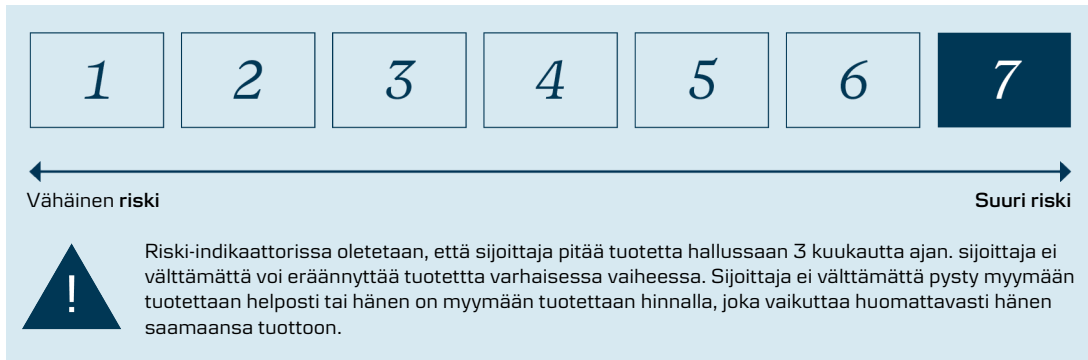 1 2 3 4 5 6 7
Vähäinen riski Suuri riski
Riski-indikaattorissa oletetaan, että sijoittaja pitää tuotetta hallussaan 3 kuukautta ajan. sijoittaja ei
välttämättä voi eräännyttää tuotettta varhaisessa vaiheessa. Sijoittaja ei välttämättä pysty myymään
tuotettaan helposti tai hänen on myymään tuotettaan hinnalla, joka vaikuttaa huomattavasti hänen
saamaansa tuottoon.
!